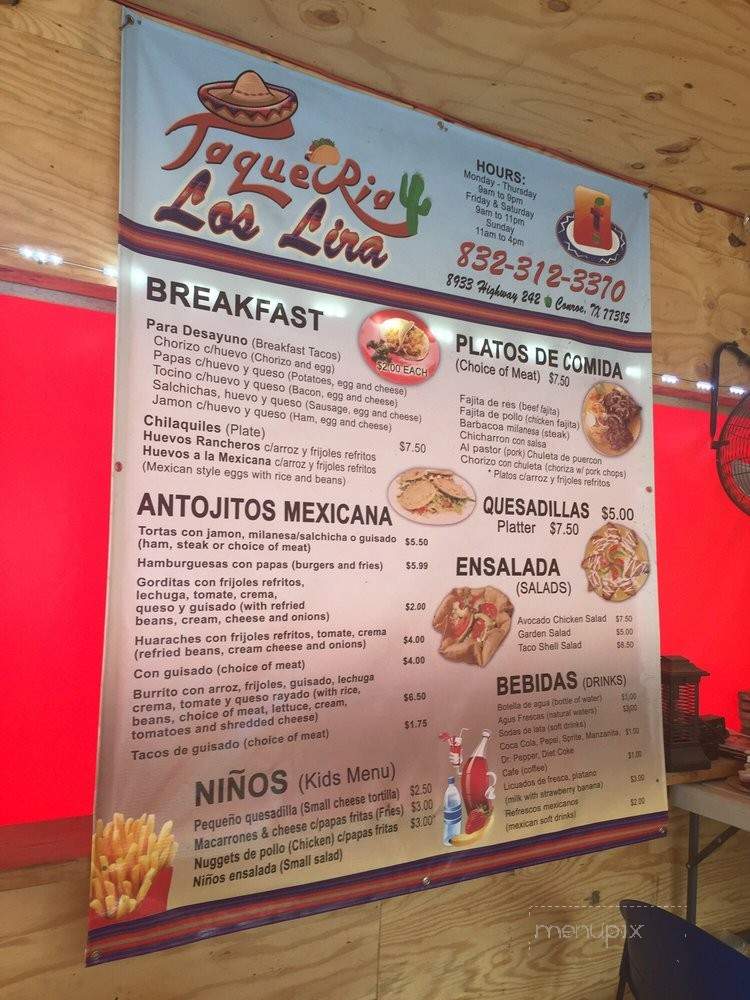 TaqueRia
Los Lira
HOURS:
Monday - Thursday
9am to 9pm
Friday & Saturday
9am to 11pm
Sunday
11am to 4pm
832-312-3370
8933 Highway 242 Conroe, TX 77385
BREAKFAST
Para Desayuno (Breakfast Tacos)
Chorizo c/huevo (Chorizo and egg)
Papas c/huevo y queso (Potatoes, egg and cheese)
Tocino c/huevo y queso (Bacon, egg and cheese)
Salchichas, huevo y queso (Sausage, egg and cheese)
Jamon c/huevo y queso (Ham, egg and cheese)
$2.00 EACH
Chilaquiles (Plate)
Huevos Rancheros c/arroz y frijoles refritos $7.50
Huevos a la Mexicana c/arroz y frijoles refritos
(Mexican style eggs with rice and beans)
ANTOJITOS MEXICANA
Tortas con jamon, milanesa/salchicha o guisado $5.50
(ham, steak or choice of meat)
Hamburguesas con papas (burgers and fries) $5.99
Gorditas con frijoles refritos,
lechuga, tomate, crema,
queso y guisado (with refried $2.00
beans, cream, cheese and onions)
Huaraches con frijoles refritos, tomate, crema $4.00
(refried beans, cream cheese and onions)
Con guisado (choice of meat) $4.00
Burrito con arroz, frijoles, guisado, lechuga
crema, tomate y queso rayado (with rice, $6.50
beans, choice of meat, lettuce, cream,
tomatoes and shredded cheese)
Tacos de guisado (choice of meat) $1.75
NIÑOS (Kids Menu)
Pequeño quesadilla (Small cheese tortilla) $2.50
Macarrones & cheese c/papas fritas (Fries) $3.00
Nuggets de pollo (Chicken) c/papas fritas $3.00
Niños ensalada (Small salad)
PLATOS DE COMIDA
(Choice of Meat) $7.50
Fajita de rés (beef fajita)
Fajita de pollo (chicken fajita)
Barbacoa milanesa (steak)
Chicharron con salsa
Al pastor (pork) Chuleta de puercon
Chorizo con chuleta (choriza w/ pork chops)
* Platos c/arroz y frijoles refritos
QUESADILLAS $5.00
Platter $7.50
ENSALADA
(SALADS)
Avocado Chicken Salad $7.50
Garden Salad $5.00
Taco Shell Salad $6.50
BEBIDAS (DRINKS)
Botella de agua (bottle of water) $1.00
Agus Frescas (natural waters) $3.00
Sodas de lata (soft drinks)
Coca Cola, Pepsi, Sprite, Manzanita, $1.00
Dr. Pepper, Diet Coke
Cafe (coffee) $1.00
Licuados de fresca, platano
(milk with strawberry banana) $3.00
Refrescos mexicanos $2.00
(mexican soft drinks)
menupix